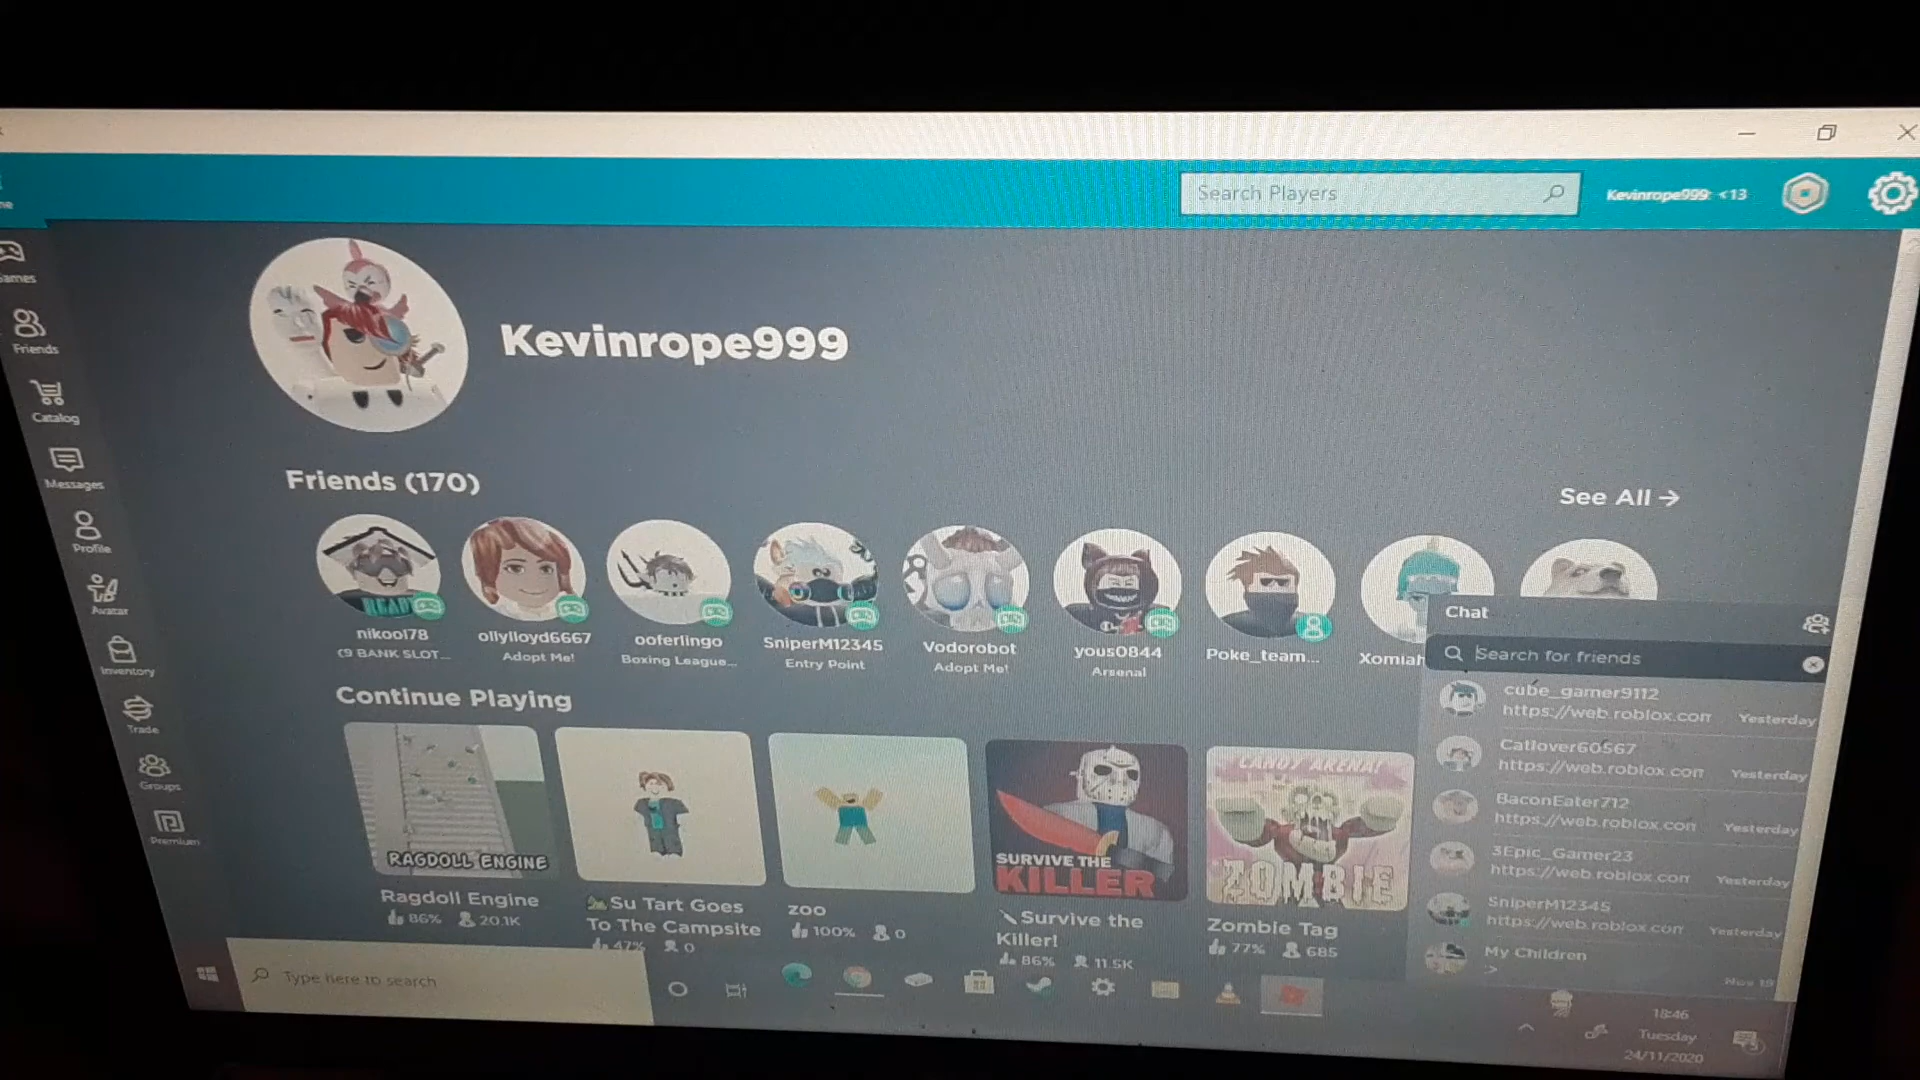 Search Players
Kevinrope999: <13
Games
Friends
Catalog
Messages
Profile
Avatar
Inventory
Trade
Groups
Premium
Kevinrope999
Friends (170)
See All →
READY
nikool78
(9 BANK SLOT...
ollylloyd6667
Adopt Me!
ooferlingo
Boxing League...
SniperM12345
Entry Point
Vodorobot
Adopt Me!
yous0844
Arsenal
Poke_team...
Xomiah
Continue Playing
RAGDOLL ENGINE
Ragdoll Engine
86% 20.1K
Su Tart Goes
To The Campsite
47% 0
zoo
100% 0
SURVIVE THE
KILLER
Survive the
Killer!
86% 11.5K
CANDY ARENA!
ZOMBIE
Zombie Tag
77% 685
Chat
Search for friends
cube_gamer9112
https://web.roblox.com Yesterday
Catlover60567
https://web.roblox.com Yesterday
BaconEater712
https://web.roblox.com Yesterday
3Epic_Gamer23
https://web.roblox.com Yesterday
SniperM12345
https://web.roblox.com Yesterday
My Children
:>
Type here to search
18:46
Tuesday
24/11/2020